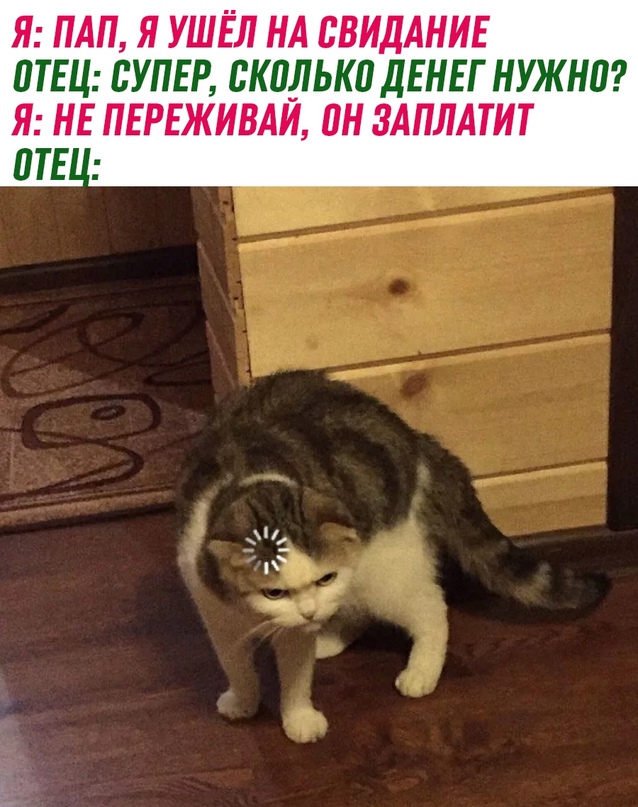 Я: ПАП, Я УШЁЛ НА СВИДАНИЕ
ОТЕЦ: СУПЕР, СКОЛЬКО ДЕНЕГ НУЖНО?
Я: НЕ ПЕРЕЖИВАЙ, ОН ЗАПЛАТИТ
ОТЕЦ: